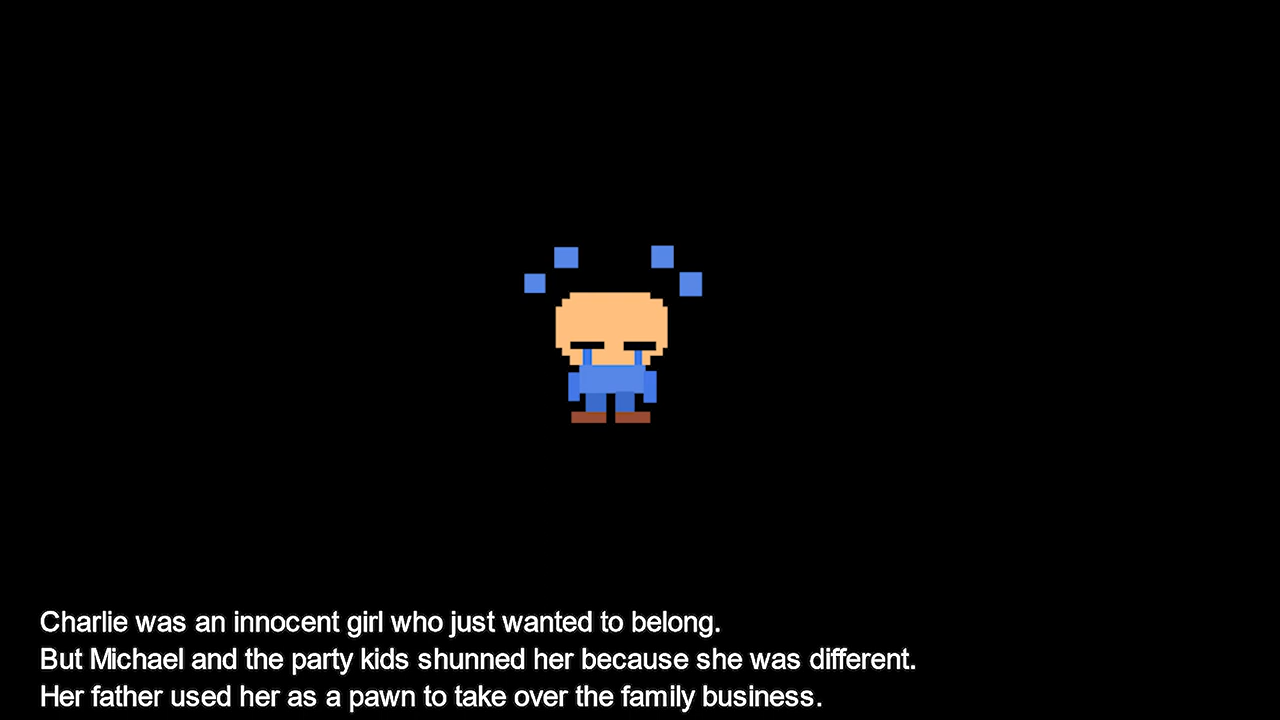 Charlie was an innocent girl who just wanted to belong.
But Michael and the party kids shunned her because she was different.
Her father used her as a pawn to take over the family business.